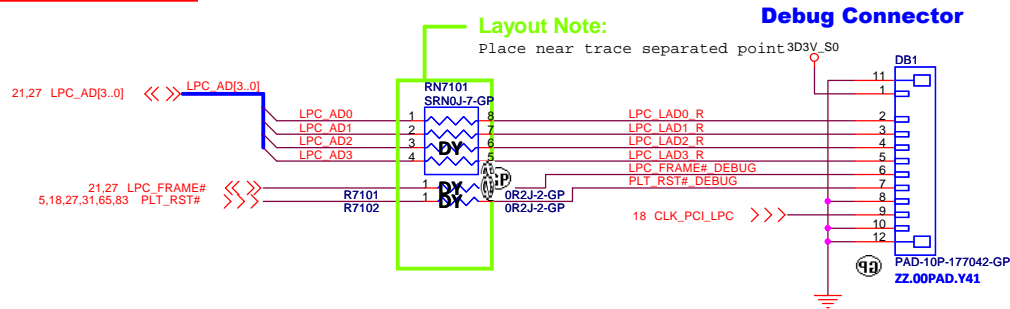 Debug Connector
Layout Note:
Place near trace separated point
3D3V_S0
DB1
RN7101
SRN0J-7-GP
21,27 LPC_AD[3..0]
LPC_AD[3..0]
11
1
LPC_AD0 1 8 LPC_LAD0_R 2
LPC_AD1 2 7 LPC_LAD1_R 3
LPC_AD2 3 6 LPC_LAD2_R 4
LPC_AD3 4 5 LPC_LAD3_R 5
DY
LPC_FRAME#_DEBUG 6
21,27 LPC_FRAME# 1 PLT_RST#_DEBUG 7
R7101 DY 0R2J-2-GP
5,18,27,31,65,83 PLT_RST# 1 8
R7102 DY 0R2J-2-GP
18 CLK_PCI_LPC 9
10
12
GP
PAD-10P-177042-GP
ZZ.00PAD.Y41